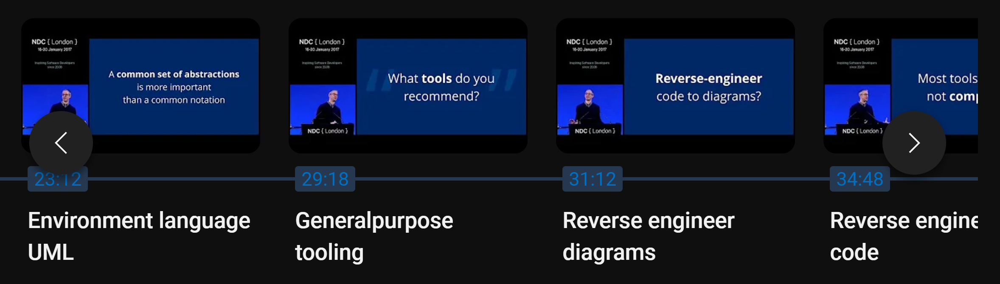 NDC { London }
16-20 January 2017
Inspiring Software Developers
since 2008
A common set of abstractions
is more important
than a common notation
23:12
Environment language
UML
NDC { London }
16-20 January 2017
Inspiring Software Developers
since 2008
"What tools do you"
recommend?
NDC { London }
29:18
Generalpurpose
tooling
NDC { London }
16-20 January 2017
Inspiring Software Developers
since 2008
Reverse-engineer
code to diagrams?
NDC { London }
31:12
Reverse engineer
diagrams
NDC { London }
16-20 January 2017
Inspiring Software Developers
since 2008
Most tools
not comp
NDC { London }
34:48
Reverse engine
code